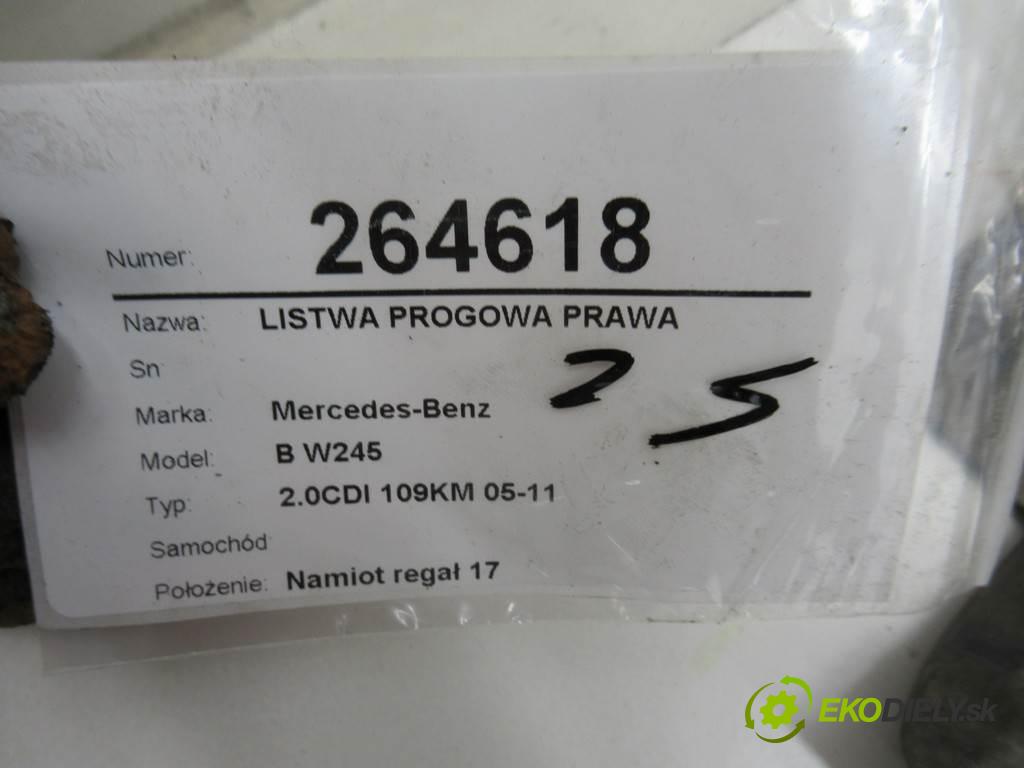 Numer: 264618
Nazwa: LISTWA PROGOWA PRAWA
Sn
Marka: Mercedes-Benz
Model: B W245
Typ: 2.0CDI 109KM 05-11
Samochód
Położenie: Namiot regał 17
25
EKODIELY.sk